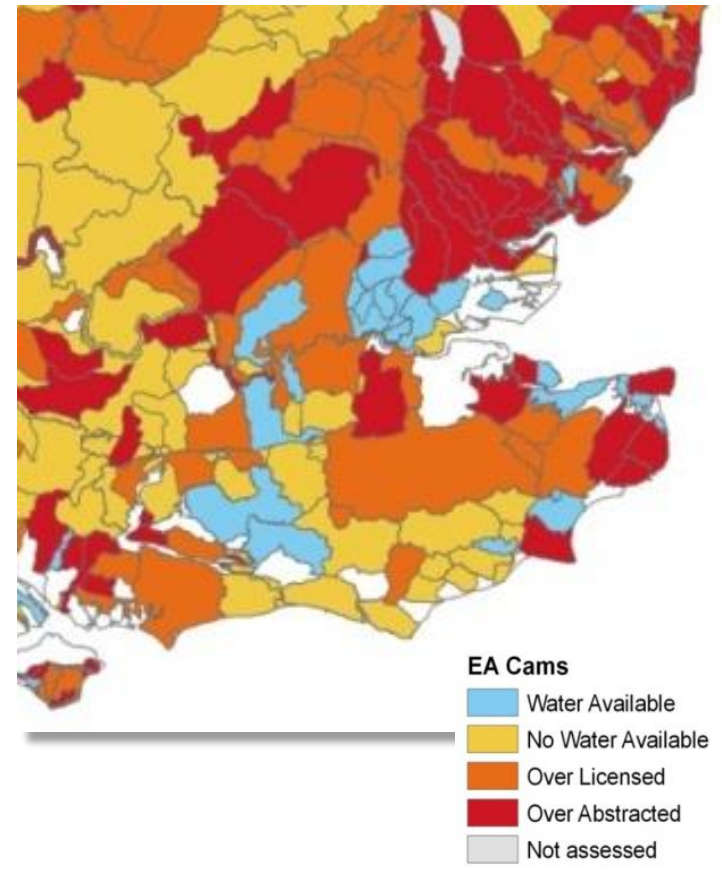 EA Cams
Water Available
No Water Available
Over Licensed
Over Abstracted
Not assessed